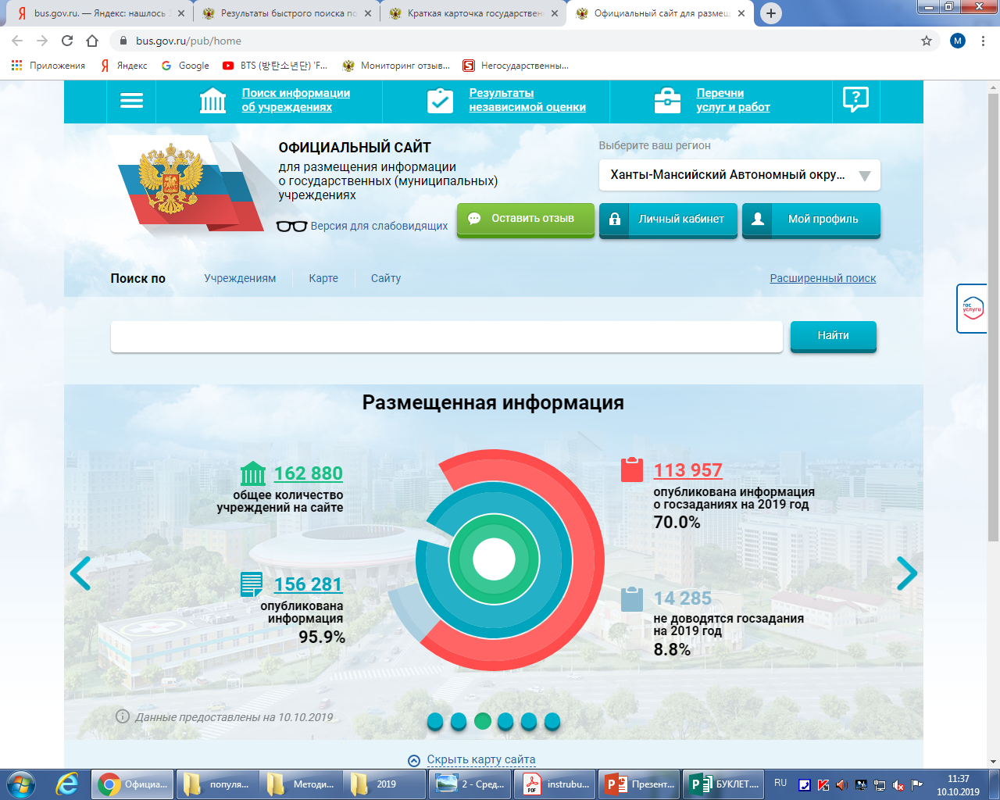 bus.gov.ru. — Яндекс: нашлось
Результаты быстрого поиска по
Краткая карточка государствен
Официальный сайт для размещ
bus.gov.ru/pub/home
M
Приложения
Яндекс
Google
BTS (방탄소년단) 'F...
Мониторинг отзыв...
Негосударственны...
Поиск информации
об учреждениях
Результаты
независимой оценки
Перечни
услуг и работ
ОФИЦИАЛЬНЫЙ САЙТ
для размещения информации
о государственных (муниципальных)
учреждениях
Версия для слабовидящих
Выберите ваш регион
Ханты-Мансийский Автономный окру...
Оставить отзыв
Личный кабинет
Мой профиль
Поиск по
Учреждениям
Карте
Сайту
Расширенный поиск
гос
услуги
Найти
Размещенная информация
162 880
общее количество
учреждений на сайте
156 281
опубликована
информация
95.9%
113 957
опубликована информация
о госзаданиях на 2019 год
70.0%
14 285
не доводятся госзадания
на 2019 год
8.8%
Данные предоставлены на 10.10.2019
Скрыть карту сайта
Официа...
популя...
Методи...
2019
2 - Сред...
instrubu...
Презент...
БУКЛЕТ....
RU
11:37
10.10.2019